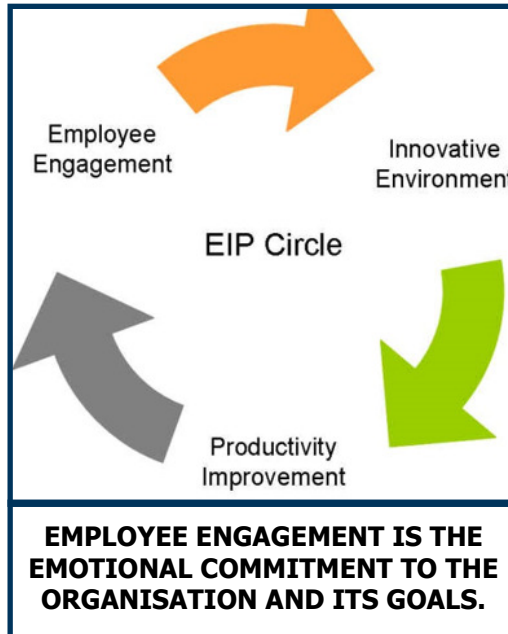 Employee
Engagement
Innovative
Environment
EIP Circle
Productivity
Improvement
EMPLOYEE ENGAGEMENT IS THE
EMOTIONAL COMMITMENT TO THE
ORGANISATION AND ITS GOALS.